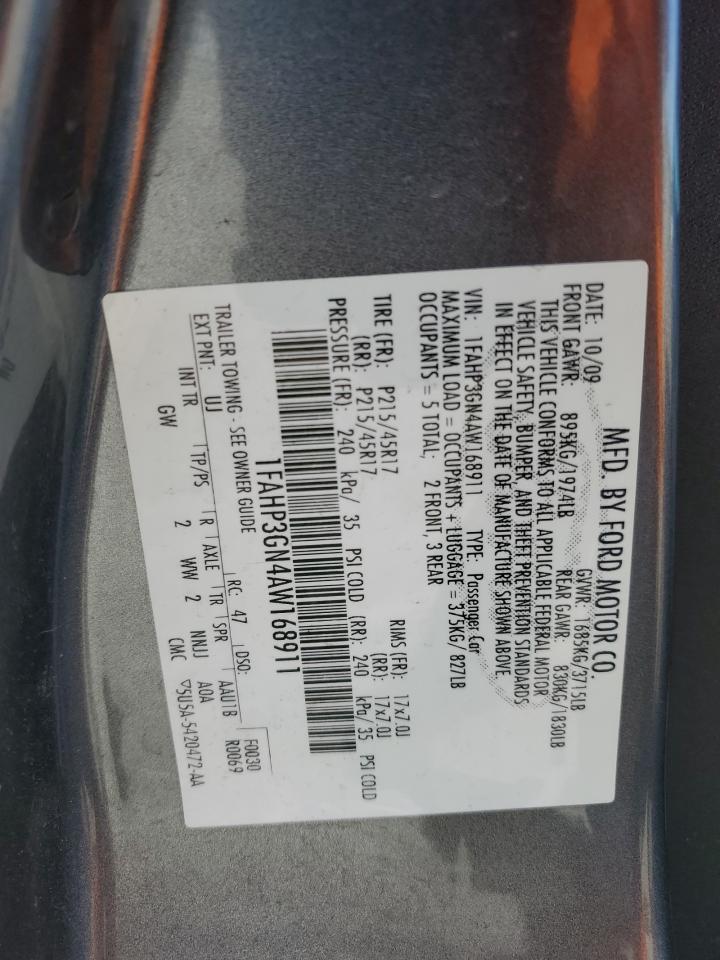 MFD. BY FORD MOTOR CO.
DATE: 10/09 GVWR: 1685KG/3715LB
FRONT GAWR: 895KG/1974LB REAR GAWR: 830KG/1830LB
THIS VEHICLE CONFORMS TO ALL APPLICABLE FEDERAL MOTOR
VEHICLE SAFETY, BUMPER, AND THEFT PREVENTION STANDARDS
IN EFFECT ON THE DATE OF MANUFACTURE SHOWN ABOVE.
VIN: 1FAHP3GN4AW168911 TYPE: Passenger Car
MAXIMUM LOAD = OCCUPANTS + LUGGAGE = 375KG/ 827LB
OCCUPANTS = 5 TOTAL; 2 FRONT, 3 REAR
TIRE (FR): P215/45R17 RIMS (FR): 17x7.0J
(RR): P215/45R17 (RR): 17x7.0J
PRESSURE (FR): 240 kPa/ 35 PSI COLD (RR): 240 kPa/ 35 PSI COLD
1FAHP3GN4AW168911
TRAILER TOWING - SEE OWNER GUIDE F0030
EXT PNT: UJ RC: 47 DSO: R0069
INT TR TP/PS R AXLE TR SPR AAU1B
GW 2 WW 2 NNJJ A0A
CMC ▽5U5A-5420472-AA